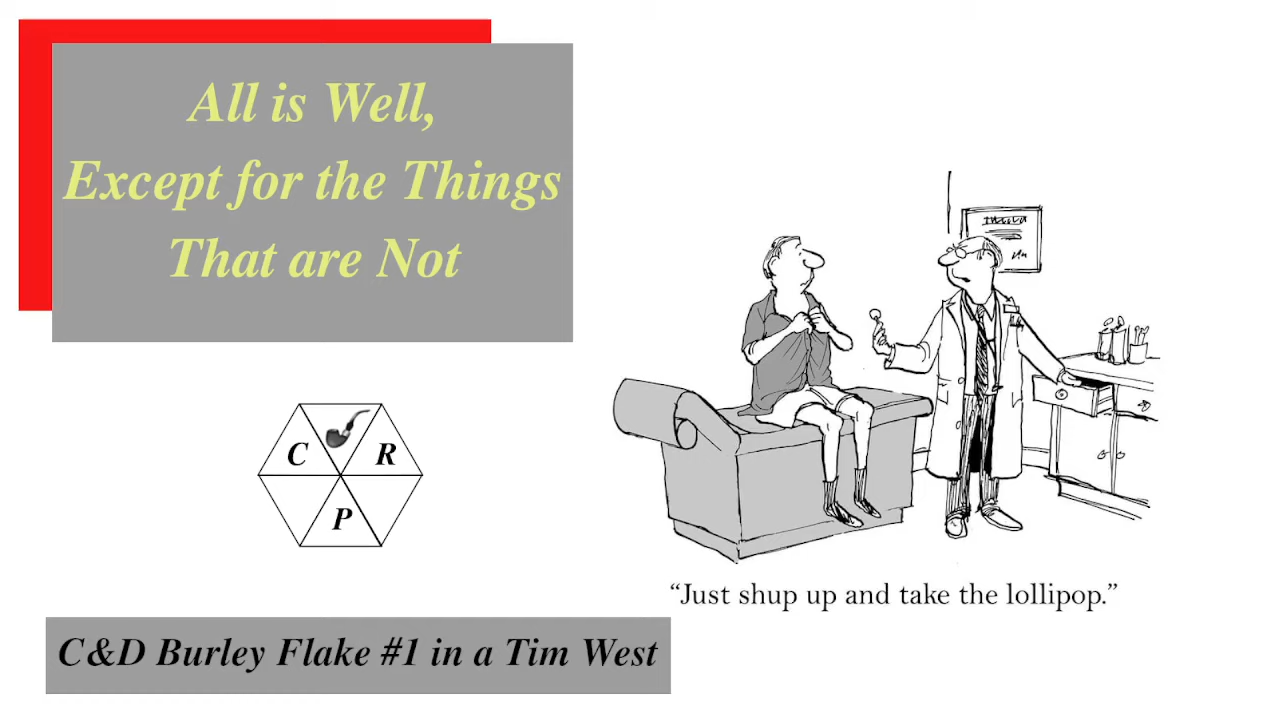 All is Well,
Except for the Things
That are Not
C
R
P
“Just shup up and take the lollipop.”
C&D Burley Flake #1 in a Tim West